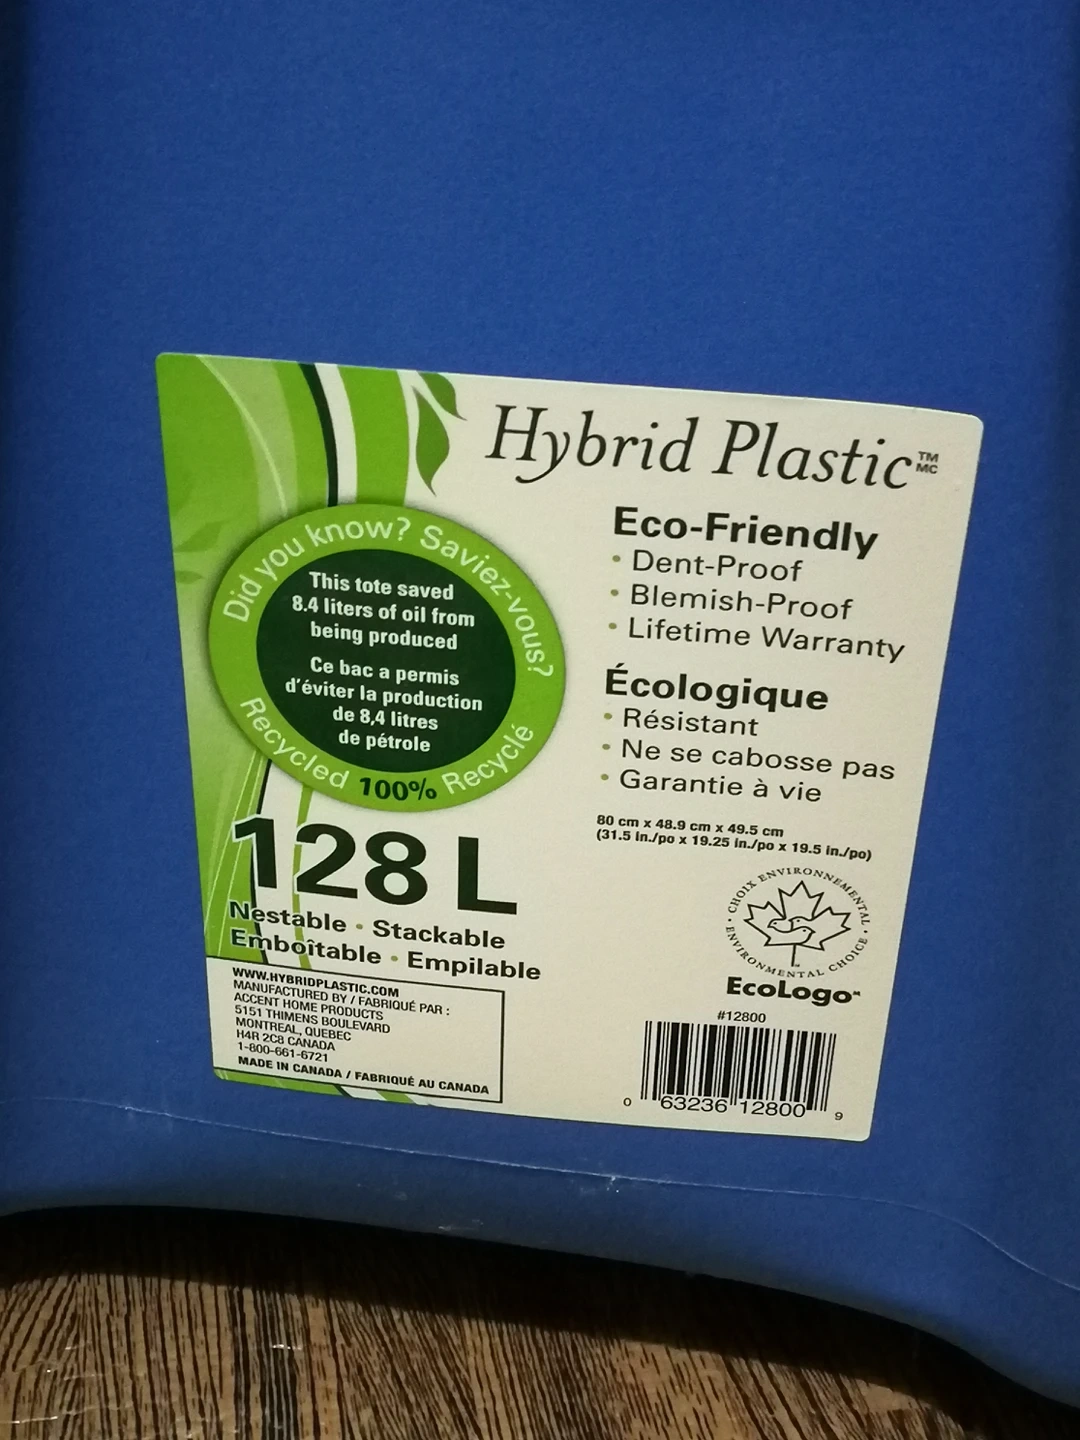 Hybrid Plastic™ MC
Did you know? Saviez-vous?
This tote saved
8.4 liters of oil from
being produced
Ce bac a permis
d'éviter la production
de 8,4 litres
de pétrole
Recycled 100% Recyclé
Eco-Friendly
• Dent-Proof
• Blemish-Proof
• Lifetime Warranty
Écologique
• Résistant
• Ne se cabosse pas
• Garantie à vie
80 cm x 48.9 cm x 49.5 cm
(31.5 in./po x 19.25 in./po x 19.5 in./po)
128 L
Nestable • Stackable
Emboîtable • Empilable
WWW.HYBRIDPLASTIC.COM
MANUFACTURED BY / FABRIQUÉ PAR :
ACCENT HOME PRODUCTS
5151 THIMENS BOULEVARD
MONTREAL, QUEBEC
H4R 2C8 CANADA
1-800-661-6721
MADE IN CANADA / FABRIQUÉ AU CANADA
CHOIX ENVIRONNEMENTAL
• ENVIRONMENTAL CHOICE •
EcoLogo
#12800
0 63236 12800 9